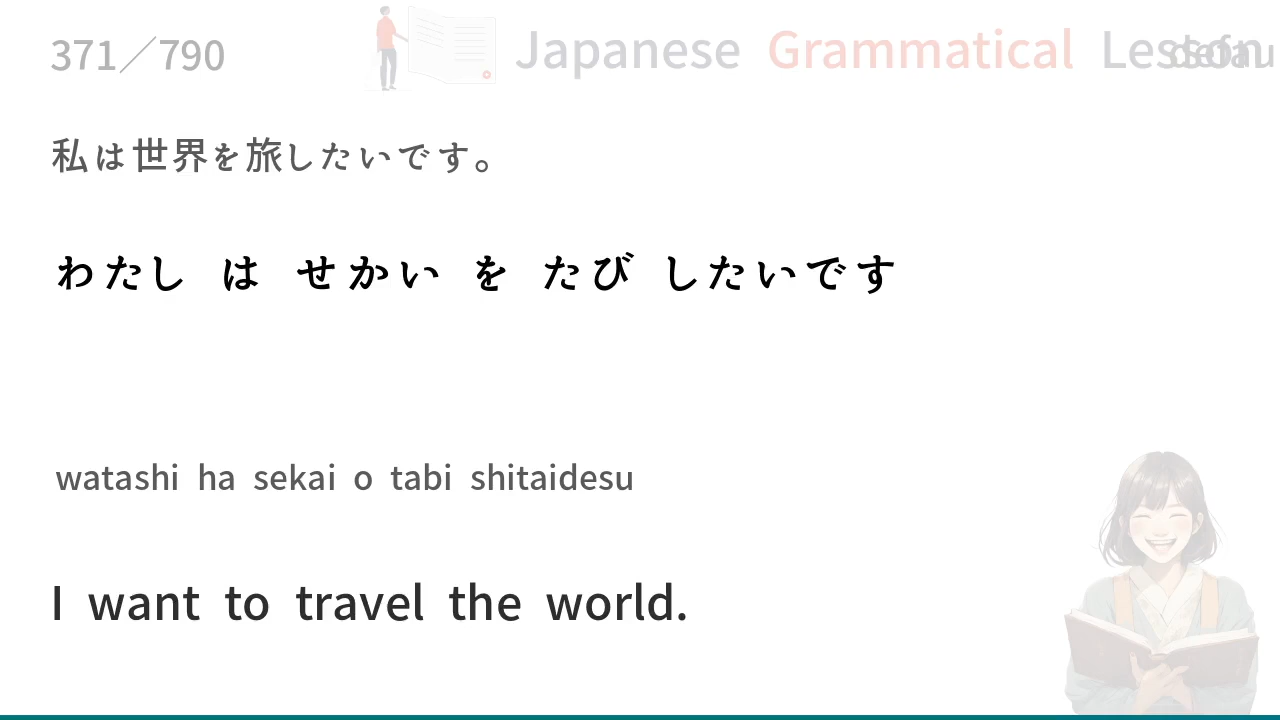 371／790
Japanese Grammatical Lesson
私は世界を旅したいです。
わたし は せかい を たび したいです
watashi ha sekai o tabi shitaidesu
I want to travel the world.